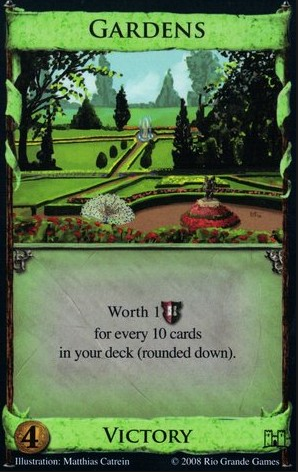 GARDENS
Worth 1
for every 10 cards
in your deck (rounded down).
4
VICTORY
Illustration: Matthias Catrein © 2008 Rio Grande Games